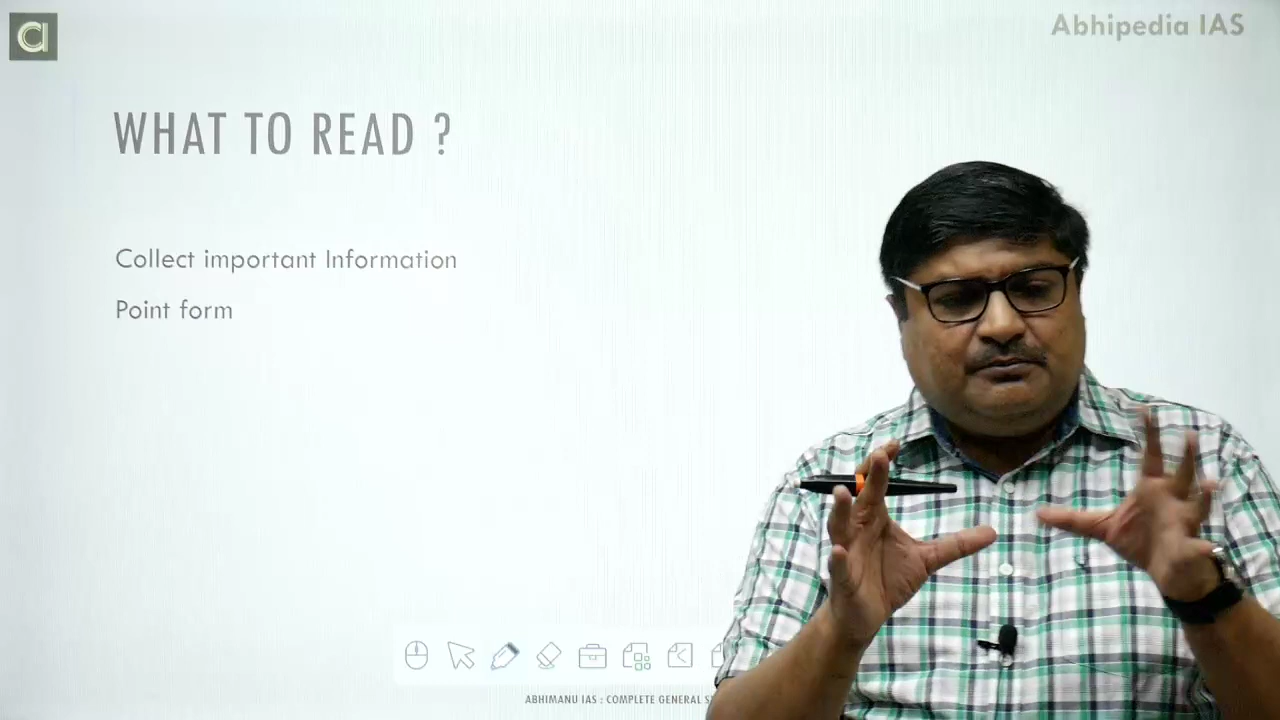 Abhipedia IAS
WHAT TO READ ?
Collect important Information
Point form
ABHIMANU IAS : COMPLETE GENERAL